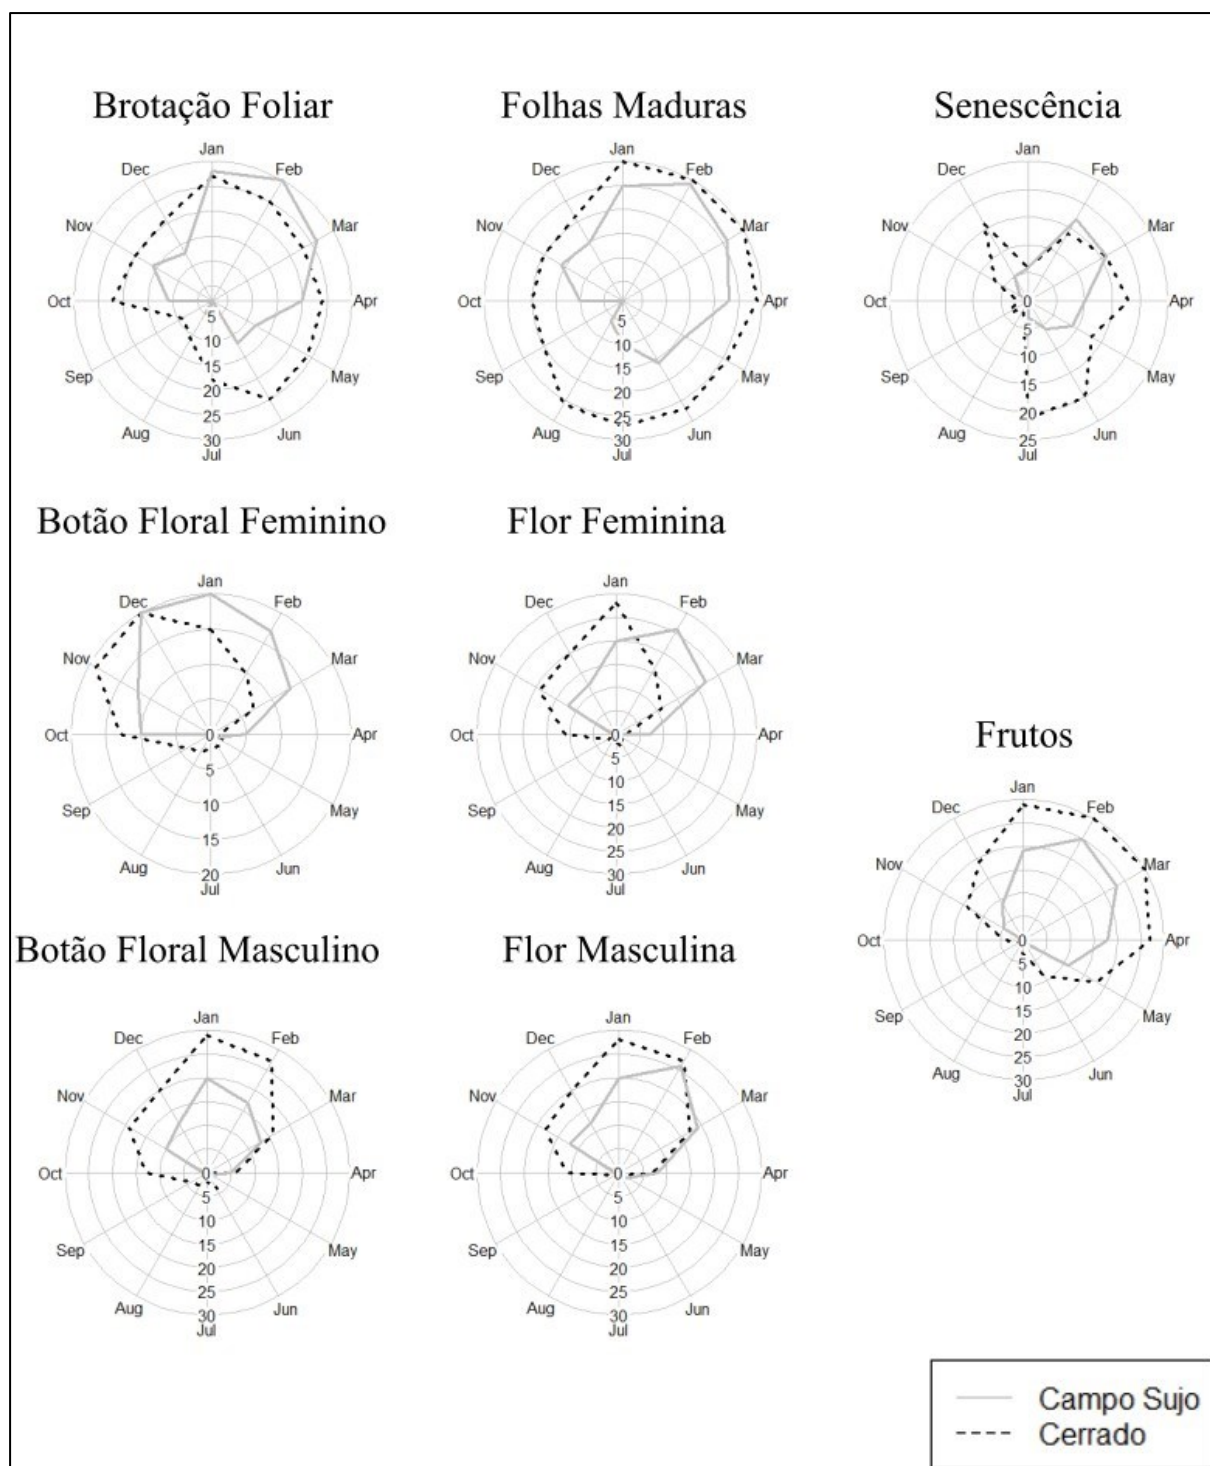 Brotação Foliar
Jan
Feb
Mar
Apr
May
Jun
Jul
Aug
Sep
Oct
Nov
Dec
5
10
15
20
25
30
Folhas Maduras
Jan
Feb
Mar
Apr
May
Jun
Jul
Aug
Sep
Oct
Nov
Dec
5
10
15
20
25
30
Senescência
Jan
Feb
Mar
Apr
May
Jun
Jul
Aug
Sep
Oct
Nov
Dec
0
5
10
15
20
25
Botão Floral Feminino
Jan
Feb
Mar
Apr
May
Jun
Jul
Aug
Sep
Oct
Nov
Dec
0
5
10
15
20
Flor Feminina
Jan
Feb
Mar
Apr
May
Jun
Jul
Aug
Sep
Oct
Nov
Dec
0
5
10
15
20
25
30
Frutos
Jan
Feb
Mar
Apr
May
Jun
Jul
Aug
Sep
Oct
Nov
Dec
0
5
10
15
20
25
30
Botão Floral Masculino
Jan
Feb
Mar
Apr
May
Jun
Jul
Aug
Sep
Oct
Nov
Dec
0
5
10
15
20
25
30
Flor Masculina
Jan
Feb
Mar
Apr
May
Jun
Jul
Aug
Sep
Oct
Nov
Dec
0
5
10
15
20
25
30
Campo Sujo
Cerrado